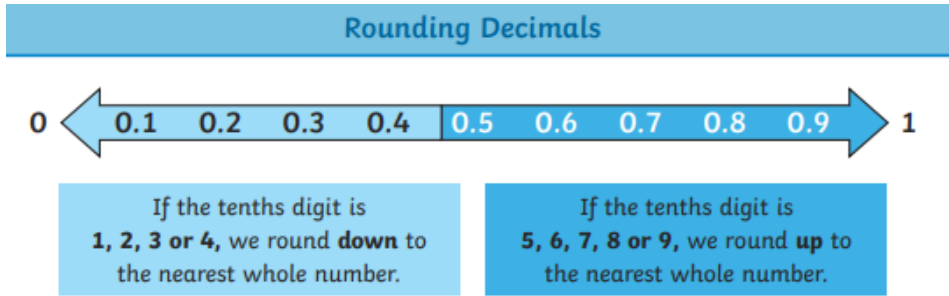 Rounding Decimals
0 0.1 0.2 0.3 0.4 0.5 0.6 0.7 0.8 0.9 1
If the tenths digit is
1, 2, 3 or 4, we round down to
the nearest whole number.
If the tenths digit is
5, 6, 7, 8 or 9, we round up to
the nearest whole number.